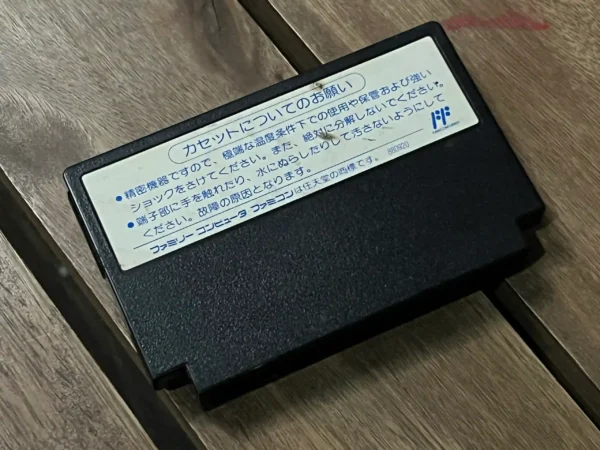 カセットについてのお願い
●精密機器ですので、極端な温度条件下での使用や保管および強い
ショックをさけてください。また、絶対に分解しないでください。
●端子部に手を触れたり、水にぬらしたりして汚さないようにして
ください。故障の原因となります。
ファミリーコンピュータ ファミコンは任天堂の商標です。
FF